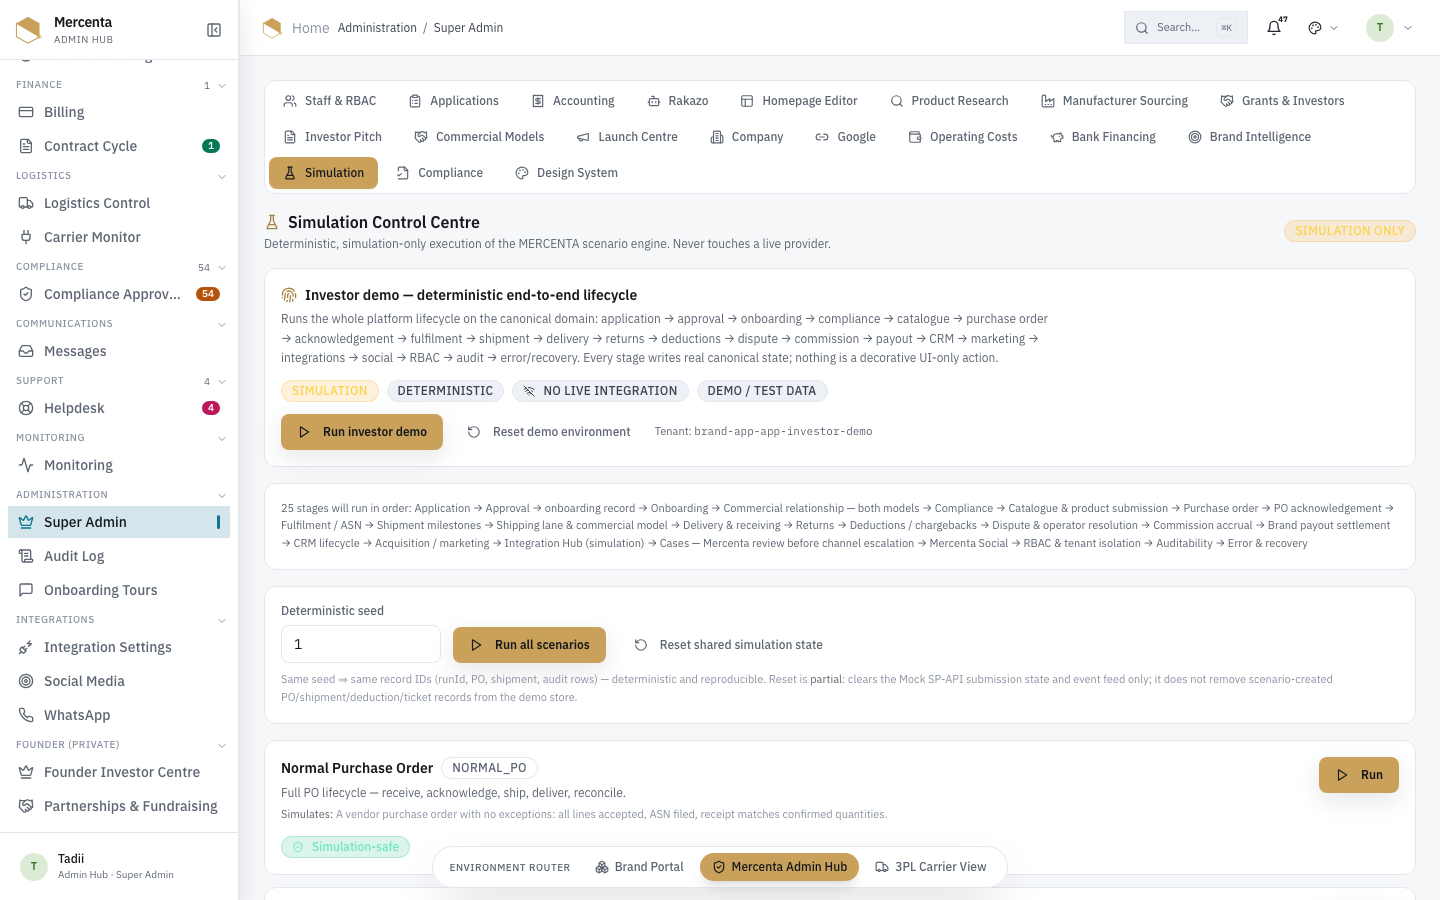 Mercenta
ADMIN HUB
FINANCE 1
Billing
Contract Cycle 1
LOGISTICS
Logistics Control
Carrier Monitor
COMPLIANCE 54
Compliance Approv... 54
COMMUNICATIONS
Messages
SUPPORT 4
Helpdesk 4
MONITORING
Monitoring
ADMINISTRATION
Super Admin
Audit Log
Onboarding Tours
INTEGRATIONS
Integration Settings
Social Media
WhatsApp
FOUNDER (PRIVATE)
Founder Investor Centre
Partnerships & Fundraising
T
Tadii
Admin Hub · Super Admin
Home Administration / Super Admin
Search... ⌘K
47
T
Staff & RBAC Applications Accounting Rakazo Homepage Editor Product Research Manufacturer Sourcing Grants & Investors
Investor Pitch Commercial Models Launch Centre Company Google Operating Costs Bank Financing Brand Intelligence
Simulation Compliance Design System
Simulation Control Centre
Deterministic, simulation-only execution of the MERCENTA scenario engine. Never touches a live provider.
SIMULATION ONLY
Investor demo — deterministic end-to-end lifecycle
Runs the whole platform lifecycle on the canonical domain: application → approval → onboarding → compliance → catalogue → purchase order
→ acknowledgement → fulfilment → shipment → delivery → returns → deductions → dispute → commission → payout → CRM → marketing →
integrations → social → RBAC → audit → error/recovery. Every stage writes real canonical state; nothing is a decorative UI-only action.
SIMULATION DETERMINISTIC NO LIVE INTEGRATION DEMO / TEST DATA
Run investor demo Reset demo environment Tenant: brand-app-app-investor-demo
25 stages will run in order: Application → Approval → onboarding record → Onboarding → Commercial relationship — both models → Compliance → Catalogue & product submission → Purchase order → PO acknowledgement →
Fulfilment / ASN → Shipment milestones → Shipping lane & commercial model → Delivery & receiving → Returns → Deductions / chargebacks → Dispute & operator resolution → Commission accrual → Brand payout settlement
→ CRM lifecycle → Acquisition / marketing → Integration Hub (simulation) → Cases — Mercenta review before channel escalation → Mercenta Social → RBAC & tenant isolation → Auditability → Error & recovery
Deterministic seed
1 Run all scenarios Reset shared simulation state
Same seed ⇒ same record IDs (runId, PO, shipment, audit rows) — deterministic and reproducible. Reset is partial: clears the Mock SP-API submission state and event feed only; it does not remove scenario-created
PO/shipment/deduction/ticket records from the demo store.
Normal Purchase Order NORMAL_PO
Run
Full PO lifecycle — receive, acknowledge, ship, deliver, reconcile.
Simulates: A vendor purchase order with no exceptions: all lines accepted, ASN filed, receipt matches confirmed quantities.
Simulation-safe
ENVIRONMENT ROUTER Brand Portal Mercenta Admin Hub 3PL Carrier View